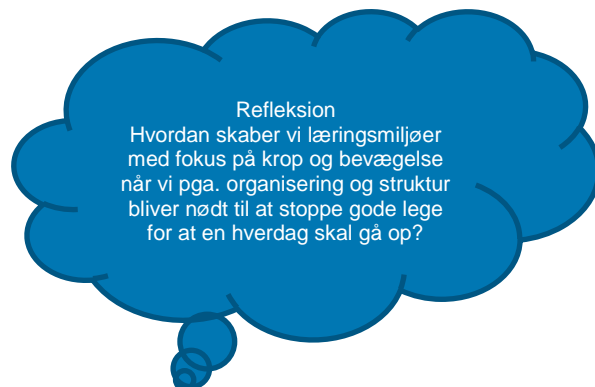 Refleksion
Hvordan skaber vi læringsmiljøer
med fokus på krop og bevægelse
når vi pga. organisering og struktur
bliver nødt til at stoppe gode lege
for at en hverdag skal gå op?